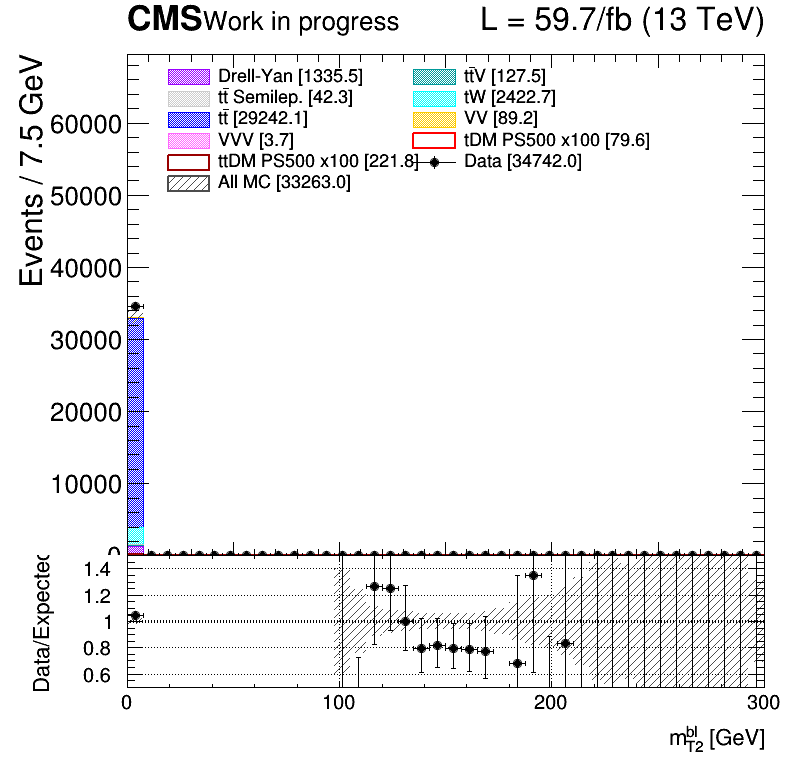 CMS Work in progress L = 59.7/fb (13 TeV)
Events / 7.5 GeV
Drell-Yan [1335.5] tt̄V [127.5]
tt̄ Semilep. [42.3] tW [2422.7]
tt̄ [29242.1] VV [89.2]
VVV [3.7] tDM PS500 x100 [79.6]
ttDM PS500 x100 [221.8] Data [34742.0]
All MC [33263.0]
60000
50000
40000
30000
20000
10000
0
Data/Expected
1.4
1.2
1
0.8
0.6
0 100 200 300
m_{T2}^{bl} [GeV]